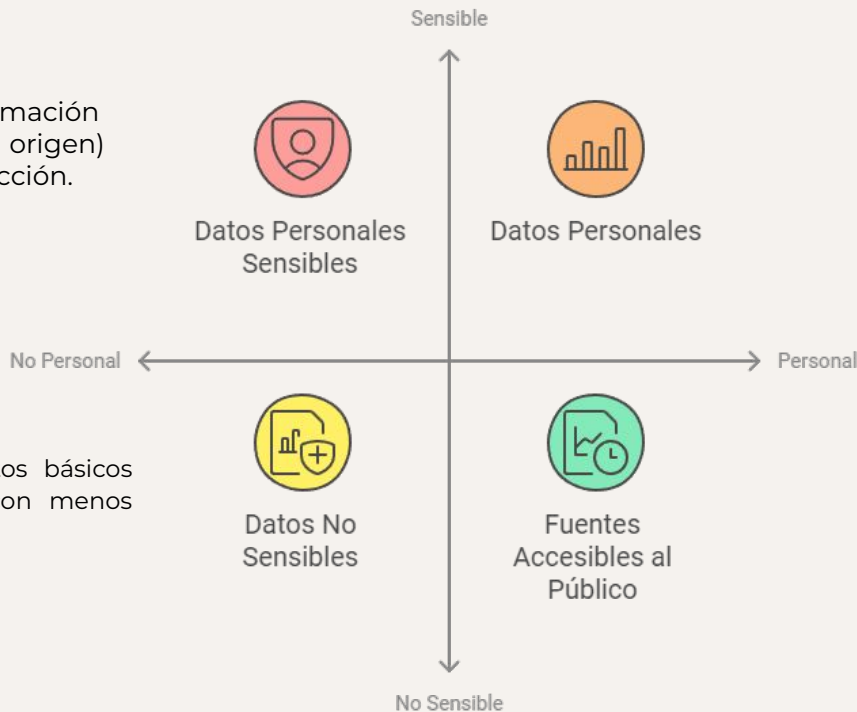 Sensible
mación
origen)
cción.
Datos Personales
Sensibles
Datos Personales
No Personal
Personal
os básicos
on menos
Datos No
Sensibles
Fuentes
Accesibles al
Público
No Sensible